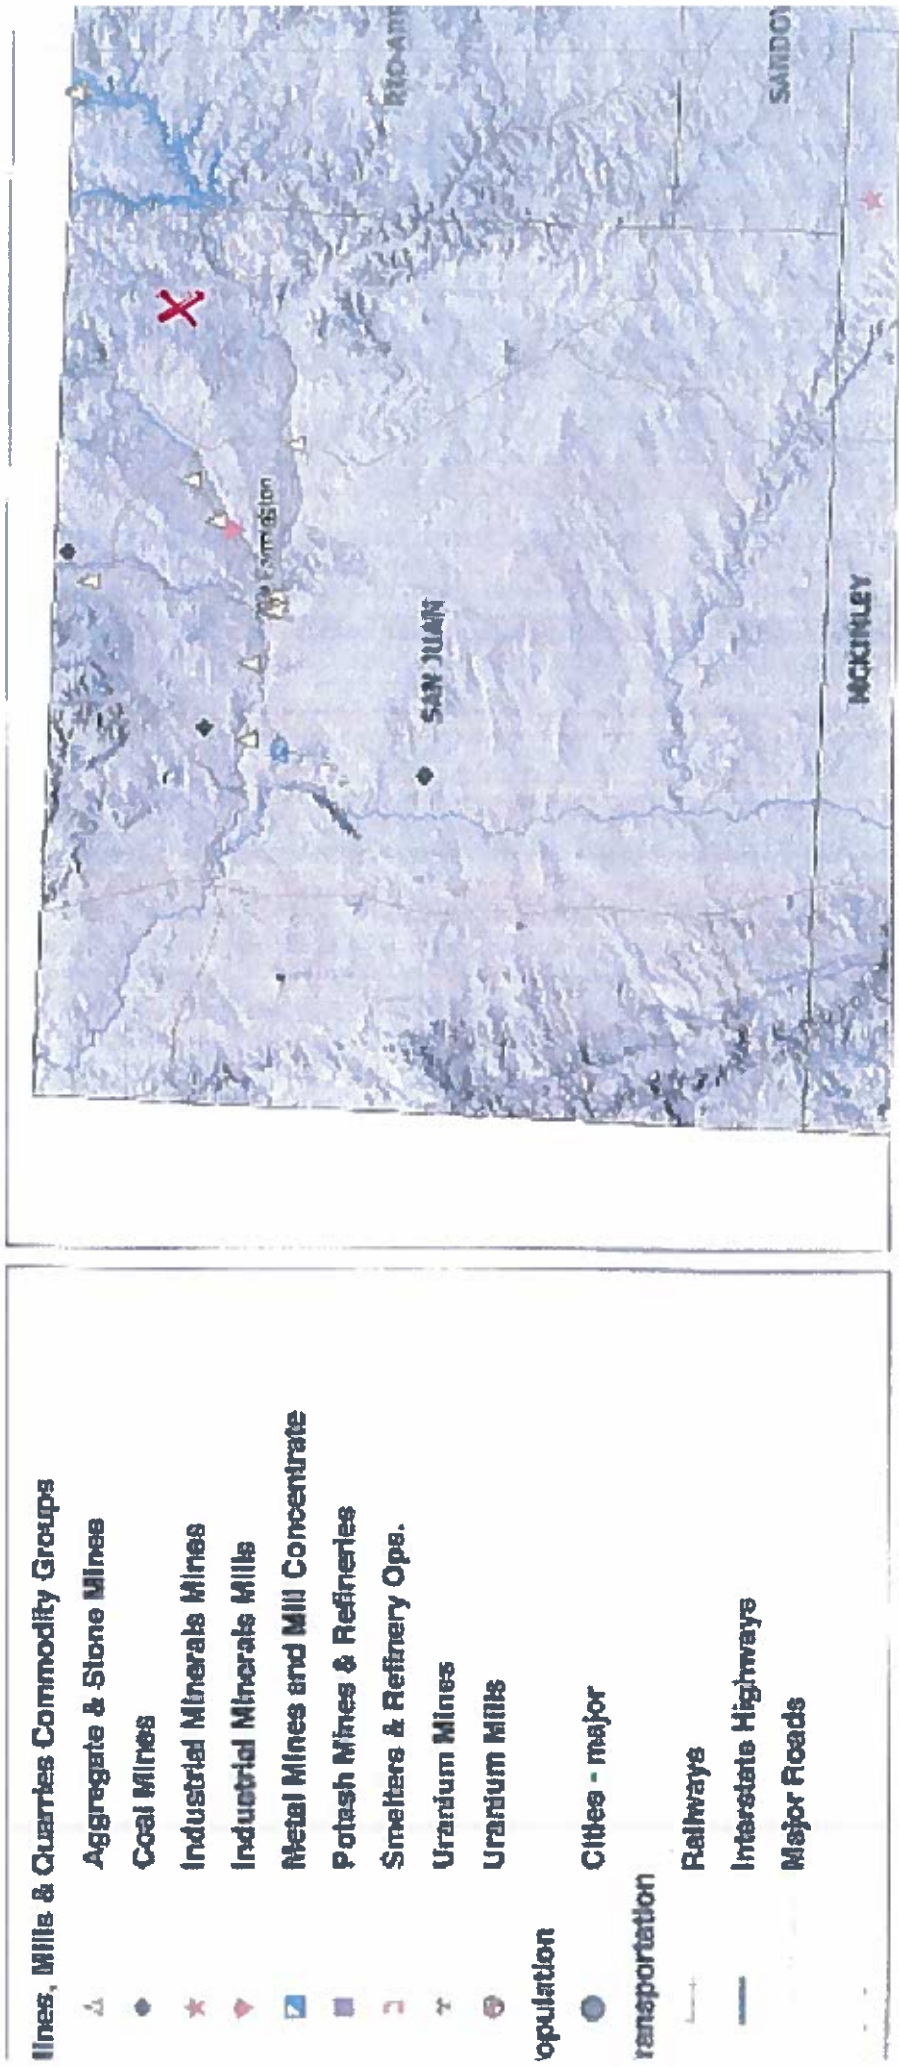 lines, Mills & Quarries Commodity Groups
Aggregate & Stone Mines
Coal Mines
Industrial Minerals Mines
Industrial Minerals Mills
Metal Mines and Mill Concentrate
Potash Mines & Refineries
Smelters & Refinery Ops.
Uranium Mines
Uranium Mills
opulation
Cities - major
ransportation
Railways
Interstate Highways
Major Roads
Farmington
SAN JUAN
MCKINLEY
SANDOV